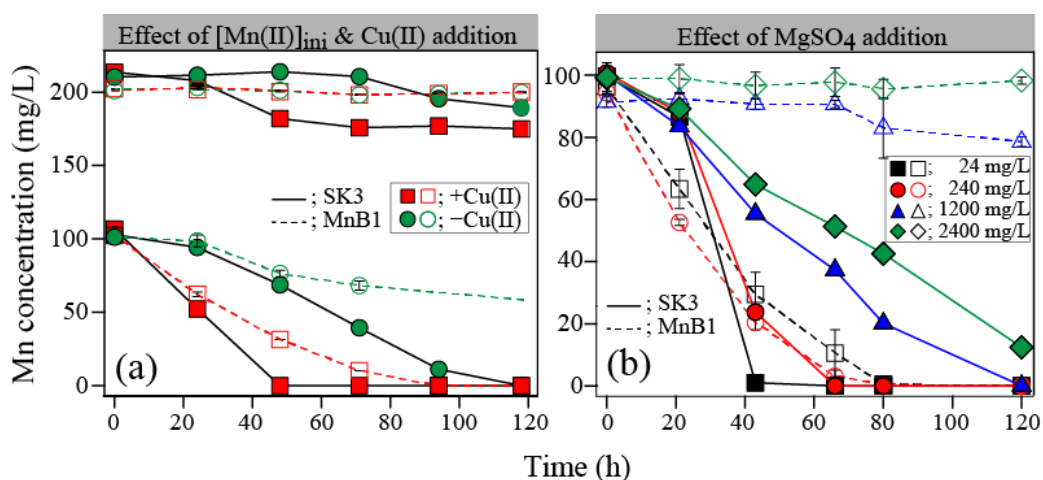 Effect of [Mn(II)]ini & Cu(II) addition
Effect of MgSO4 addition
Mn concentration (mg/L)
200
150
100
50
0
; SK3
; MnB1
; +Cu(II)
; −Cu(II)
(a)
0 20 40 60 80 100 120
100
80
60
40
20
0
; 24 mg/L
; 240 mg/L
; 1200 mg/L
; 2400 mg/L
; SK3
; MnB1
(b)
0 20 40 60 80 100 120
Time (h)